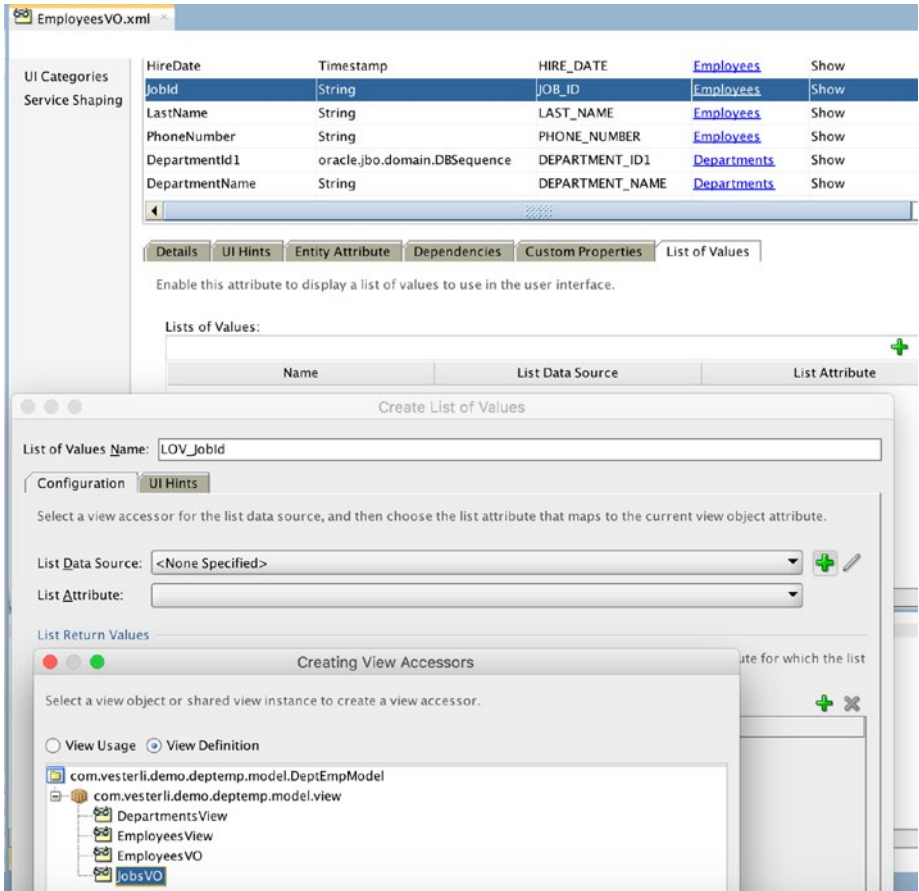 EmployeesVO.xml
UI Categories
Service Shaping
HireDate Timestamp HIRE_DATE Employees Show
JobId String JOB_ID Employees Show
LastName String LAST_NAME Employees Show
PhoneNumber String PHONE_NUMBER Employees Show
DepartmentId1 oracle.jbo.domain.DBSequence DEPARTMENT_ID1 Departments Show
DepartmentName String DEPARTMENT_NAME Departments Show
Details UI Hints Entity Attribute Dependencies Custom Properties List of Values
Enable this attribute to display a list of values to use in the user interface.
Lists of Values:
Name List Data Source List Attribute
Create List of Values
List of Values Name: LOV_JobId
Configuration UI Hints
Select a view accessor for the list data source, and then choose the list attribute that maps to the current view object attribute.
List Data Source: <None Specified>
List Attribute:
List Return Values
Creating View Accessors
ute for which the list
Select a view object or shared view instance to create a view accessor.
View Usage View Definition
com.vesterli.demo.deptemp.model.DeptEmpModel
com.vesterli.demo.deptemp.model.view
DepartmentsView
EmployeesView
EmployeesVO
JobsVO